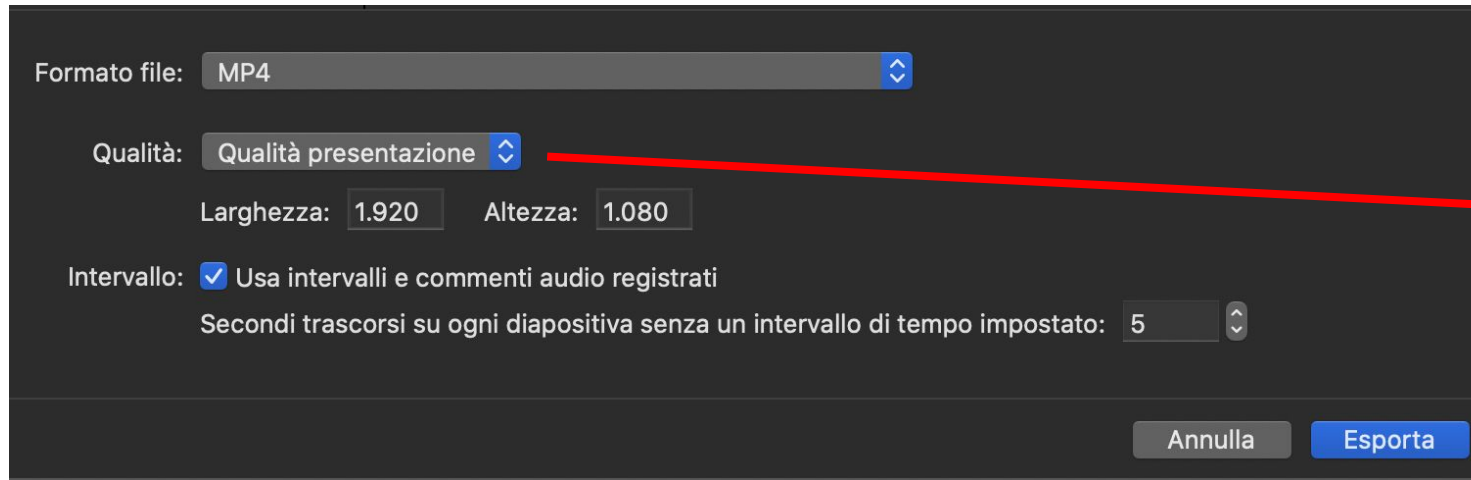 Formato file: MP4
Qualità: Qualità presentazione
Larghezza: 1.920 Altezza: 1.080
Intervallo: Usa intervalli e commenti audio registrati
Secondi trascorsi su ogni diapositiva senza un intervallo di tempo impostato: 5
Annulla Esporta